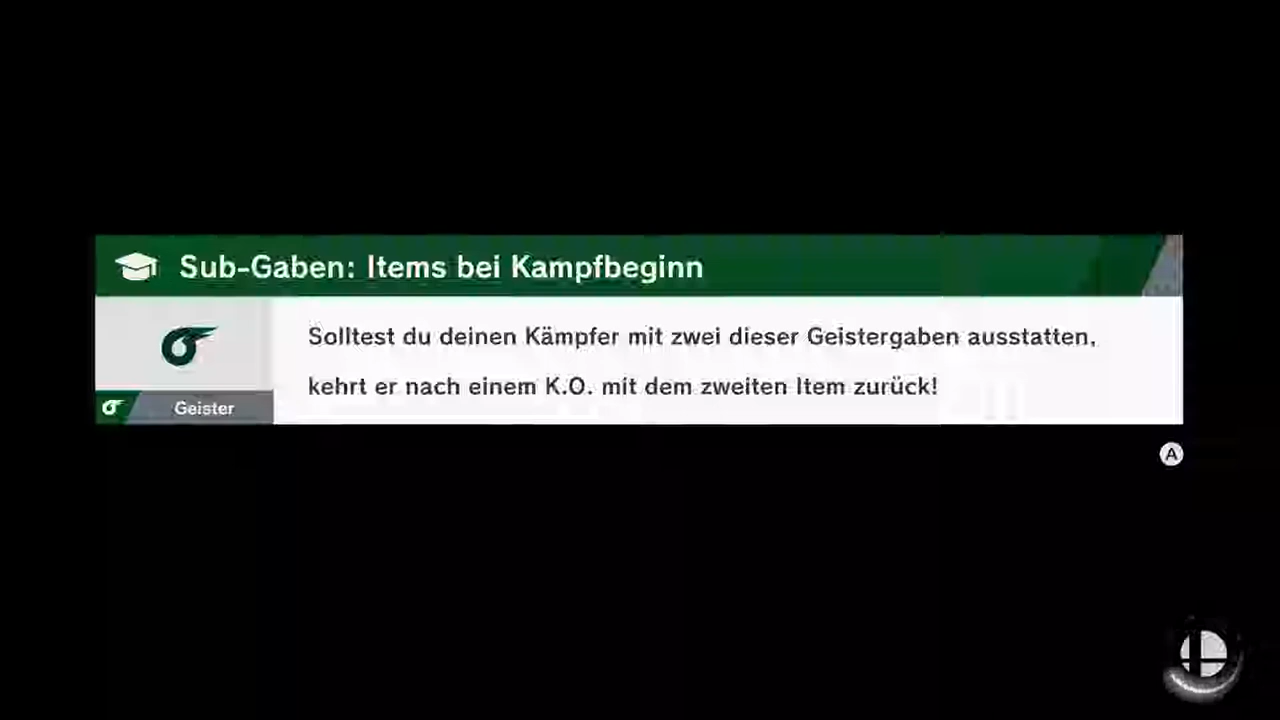 Sub-Gaben: Items bei Kampfbeginn
Solltest du deinen Kämpfer mit zwei dieser Geistergaben ausstatten,
kehrt er nach einem K.O. mit dem zweiten Item zurück!
Geister
A